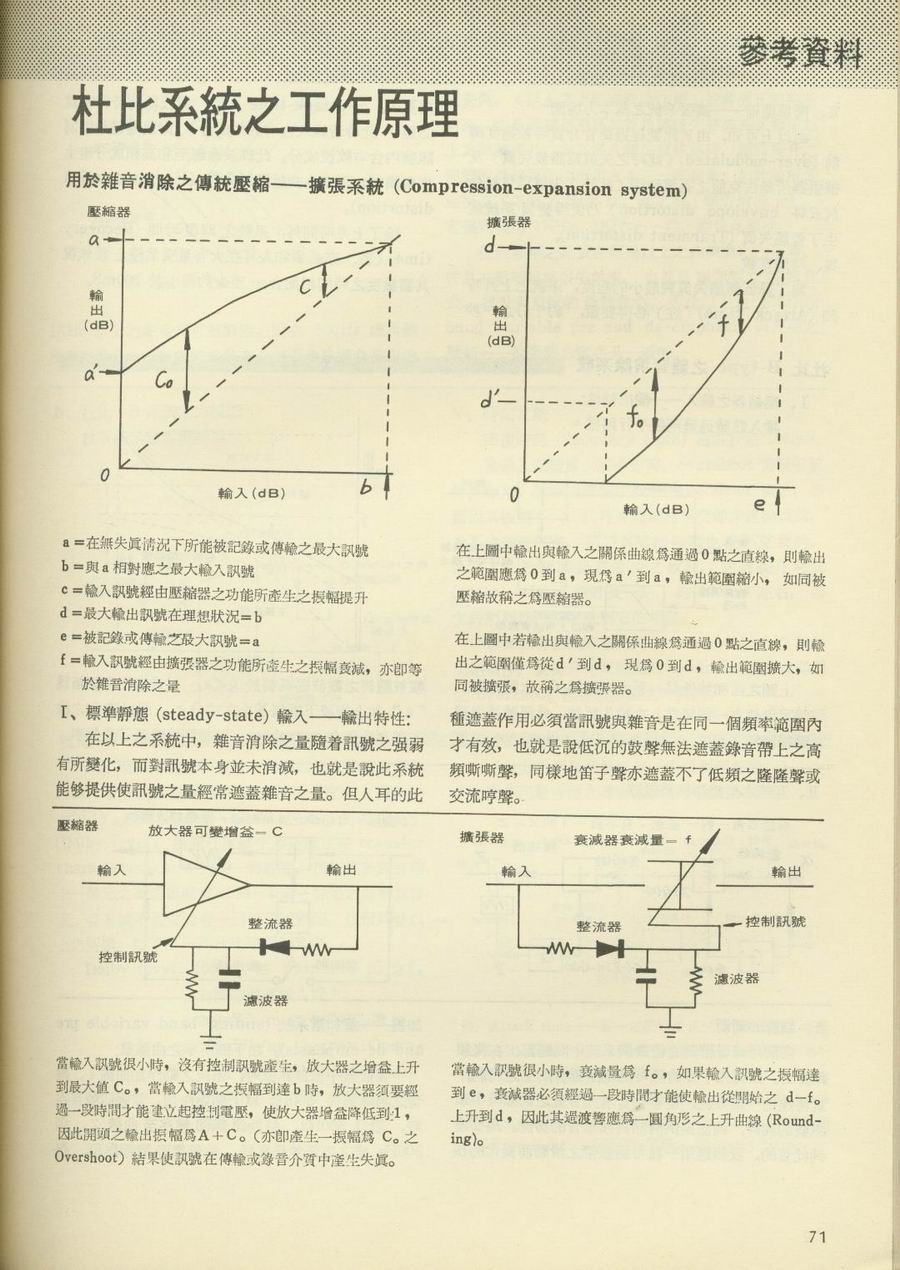 參考資料
杜比系統之工作原理
用於雜音消除之傳統壓縮——擴張系統 (Compression-expansion system)
壓縮器
a
輸
出
(dB)
C
a'
C₀
0
輸入(dB)
b
擴張器
d
輸
出
(dB)
f
d'
f₀
0
輸入(dB)
e
a =在無失眞情況下所能被記錄或傳輸之最大訊號
b =與a 相對應之最大輸入訊號
c =輸入訊號經由壓縮器之功能所產生之振幅提升
d =最大輸出訊號在理想狀況=b
e =被記錄或傳輸之最大訊號=a
f =輸入訊號經由擴張器之功能所產生之振幅衰減，亦卽等
於雜音消除之量
在上圖中輸出與輸入之關係曲線爲通過0點之直線，則輸出
之範圍應爲0到a，現爲a'到a，輸出範圍縮小，如同被
壓縮故稱之爲壓縮器。
在上圖中若輸出與輸入之關係曲線爲通過0點之直線，則輸
出之範圍僅爲從d'到d，現爲0到d，輸出範圍擴大，如
同被擴張，故稱之爲擴張器。
I、標準靜態 (steady-state) 輸入——輸出特性：
在以上之系統中，雜音消除之量隨着訊號之强弱
有所變化，而對訊號本身並未消滅，也就是說此系統
能够提供使訊號之量經常遮蓋雜音之量。但人耳的此
種遮蓋作用必須當訊號與雜音是在同一個頻率範圍內
才有效，也就是說低沉的鼓聲無法遮蓋錄音帶上之高
頻嘶嘶聲，同樣地笛子聲亦遮蓋不了低頻之隆隆聲或
交流哼聲。
壓縮器
放大器可變增益= C
輸入
輸出
整流器
控制訊號
濾波器
擴張器
衰減器衰減量= f
輸入
輸出
整流器
控制訊號
濾波器
當輸入訊號很小時，沒有控制訊號產生，放大器之增益上升
到最大値 C₀，當輸入訊號之振幅到達b時，放大器須要經
過一段時間才能建立起控制電壓，使放大器增益降低到1，
因此開頭之輸出振幅爲A＋C₀（亦卽產生一振幅爲 C₀ 之
Overshoot）結果使訊號在傳輸或錄音介質中產生失眞。
當輸入訊號很小時，衰減量爲 f₀，如果輸入訊號之振幅達
到e，衰減器必須經過一段時間才能使輸出從開始之 d−f₀
上升到d，因此其過渡響應爲一圓角形之上升曲線 (Round-
ing)。
71